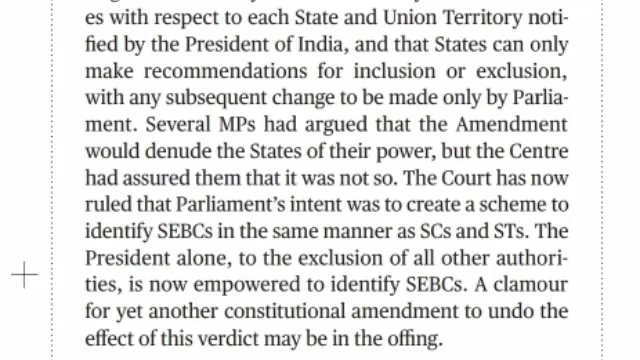 es with respect to each State and Union Territory noti-
fied by the President of India, and that States can only
make recommendations for inclusion or exclusion,
with any subsequent change to be made only by Parlia-
ment. Several MPs had argued that the Amendment
would denude the States of their power, but the Centre
had assured them that it was not so. The Court has now
ruled that Parliament's intent was to create a scheme to
identify SEBCs in the same manner as SCs and STs. The
President alone, to the exclusion of all other authori-
ties, is now empowered to identify SEBCs. A clamour
for yet another constitutional amendment to undo the
effect of this verdict may be in the offing.